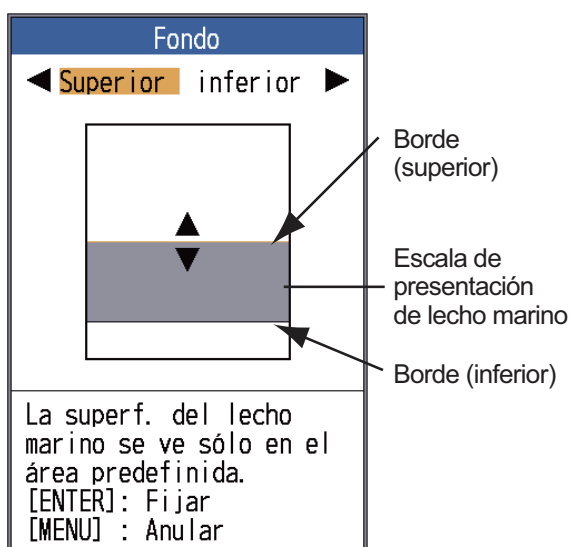 Fondo
◀ Superior inferior ▶
Borde
(superior)
▲
▼
Escala de
presentación
de lecho marino
Borde (inferior)
La superf. del lecho
marino se ve sólo en el
área predefinida.
[ENTER]: Fijar
[MENU] : Anular